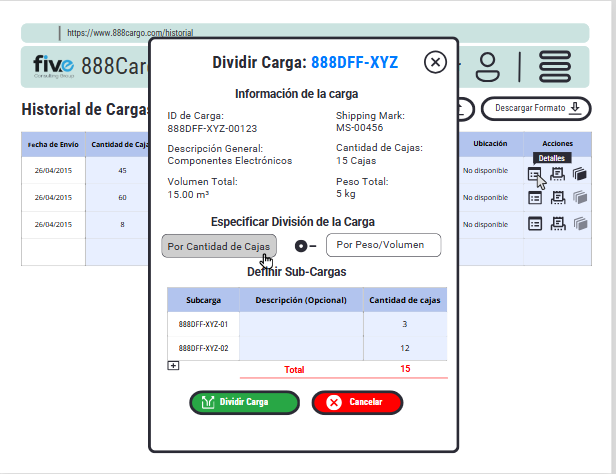 https://www.888cargo.com/historial
five
Consulting Group
888Carg
Historial de Cargas
Descargar Formato
Fecha de Envío
Cantidad de Caja
Ubicación
Acciones
Detalles
26/04/2015
45
No disponible
26/04/2015
60
No disponible
26/04/2015
8
No disponible
Dividir Carga: 888DFF-XYZ
Información de la carga
ID de Carga:
888DFF-XYZ-00123
Shipping Mark:
MS-00456
Descripción General:
Componentes Electrónicos
Cantidad de Cajas:
15 Cajas
Volumen Total:
15.00 m³
Peso Total:
5 kg
Especificar División de la Carga
Por Cantidad de Cajas
Por Peso/Volumen
Definir Sub-Cargas
Subcarga
Descripción (Opcional)
Cantidad de cajas
888DFF-XYZ-01
3
888DFF-XYZ-02
12
Total
15
Dividir Carga
Cancelar